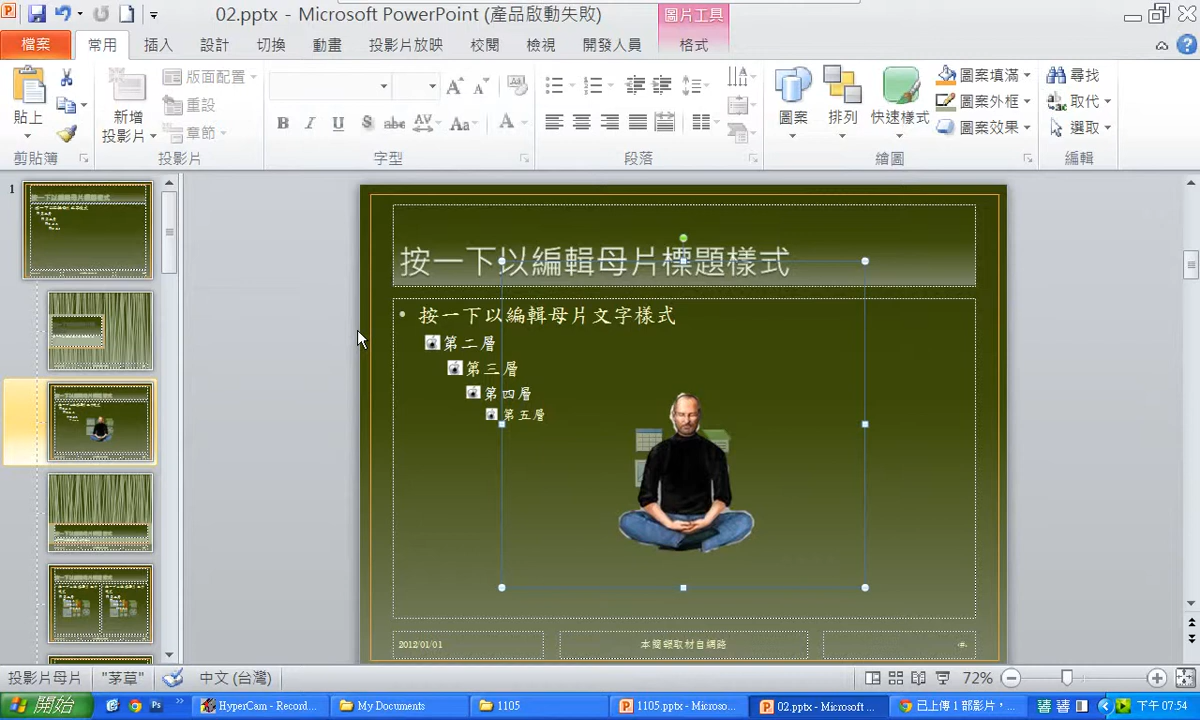 02.pptx - Microsoft PowerPoint (產品啟動失敗)
圖片工具
檔案
常用
插入
設計
切換
動畫
投影片放映
校閱
檢視
開發人員
格式
貼上
剪貼簿
新增
投影片
版面配置
重設
章節
投影片
B I U S abc AV Aa A
字型
段落
圖案
排列
快速樣式
圖案填滿
圖案外框
圖案效果
繪圖
尋找
取代
選取
編輯
1
按一下以編輯母片標題樣式
• 按一下以編輯母片文字樣式
第二層
第三層
第四層
第五層
2012/01/01
本簡報取材自網路
投影片母片
"茅草"
中文 (台灣)
72%
開始
HyperCam - Record...
My Documents
1105
1105.pptx - Microso...
02.pptx - Microsoft ...
已上傳 1 部影片，...
下午 07:54